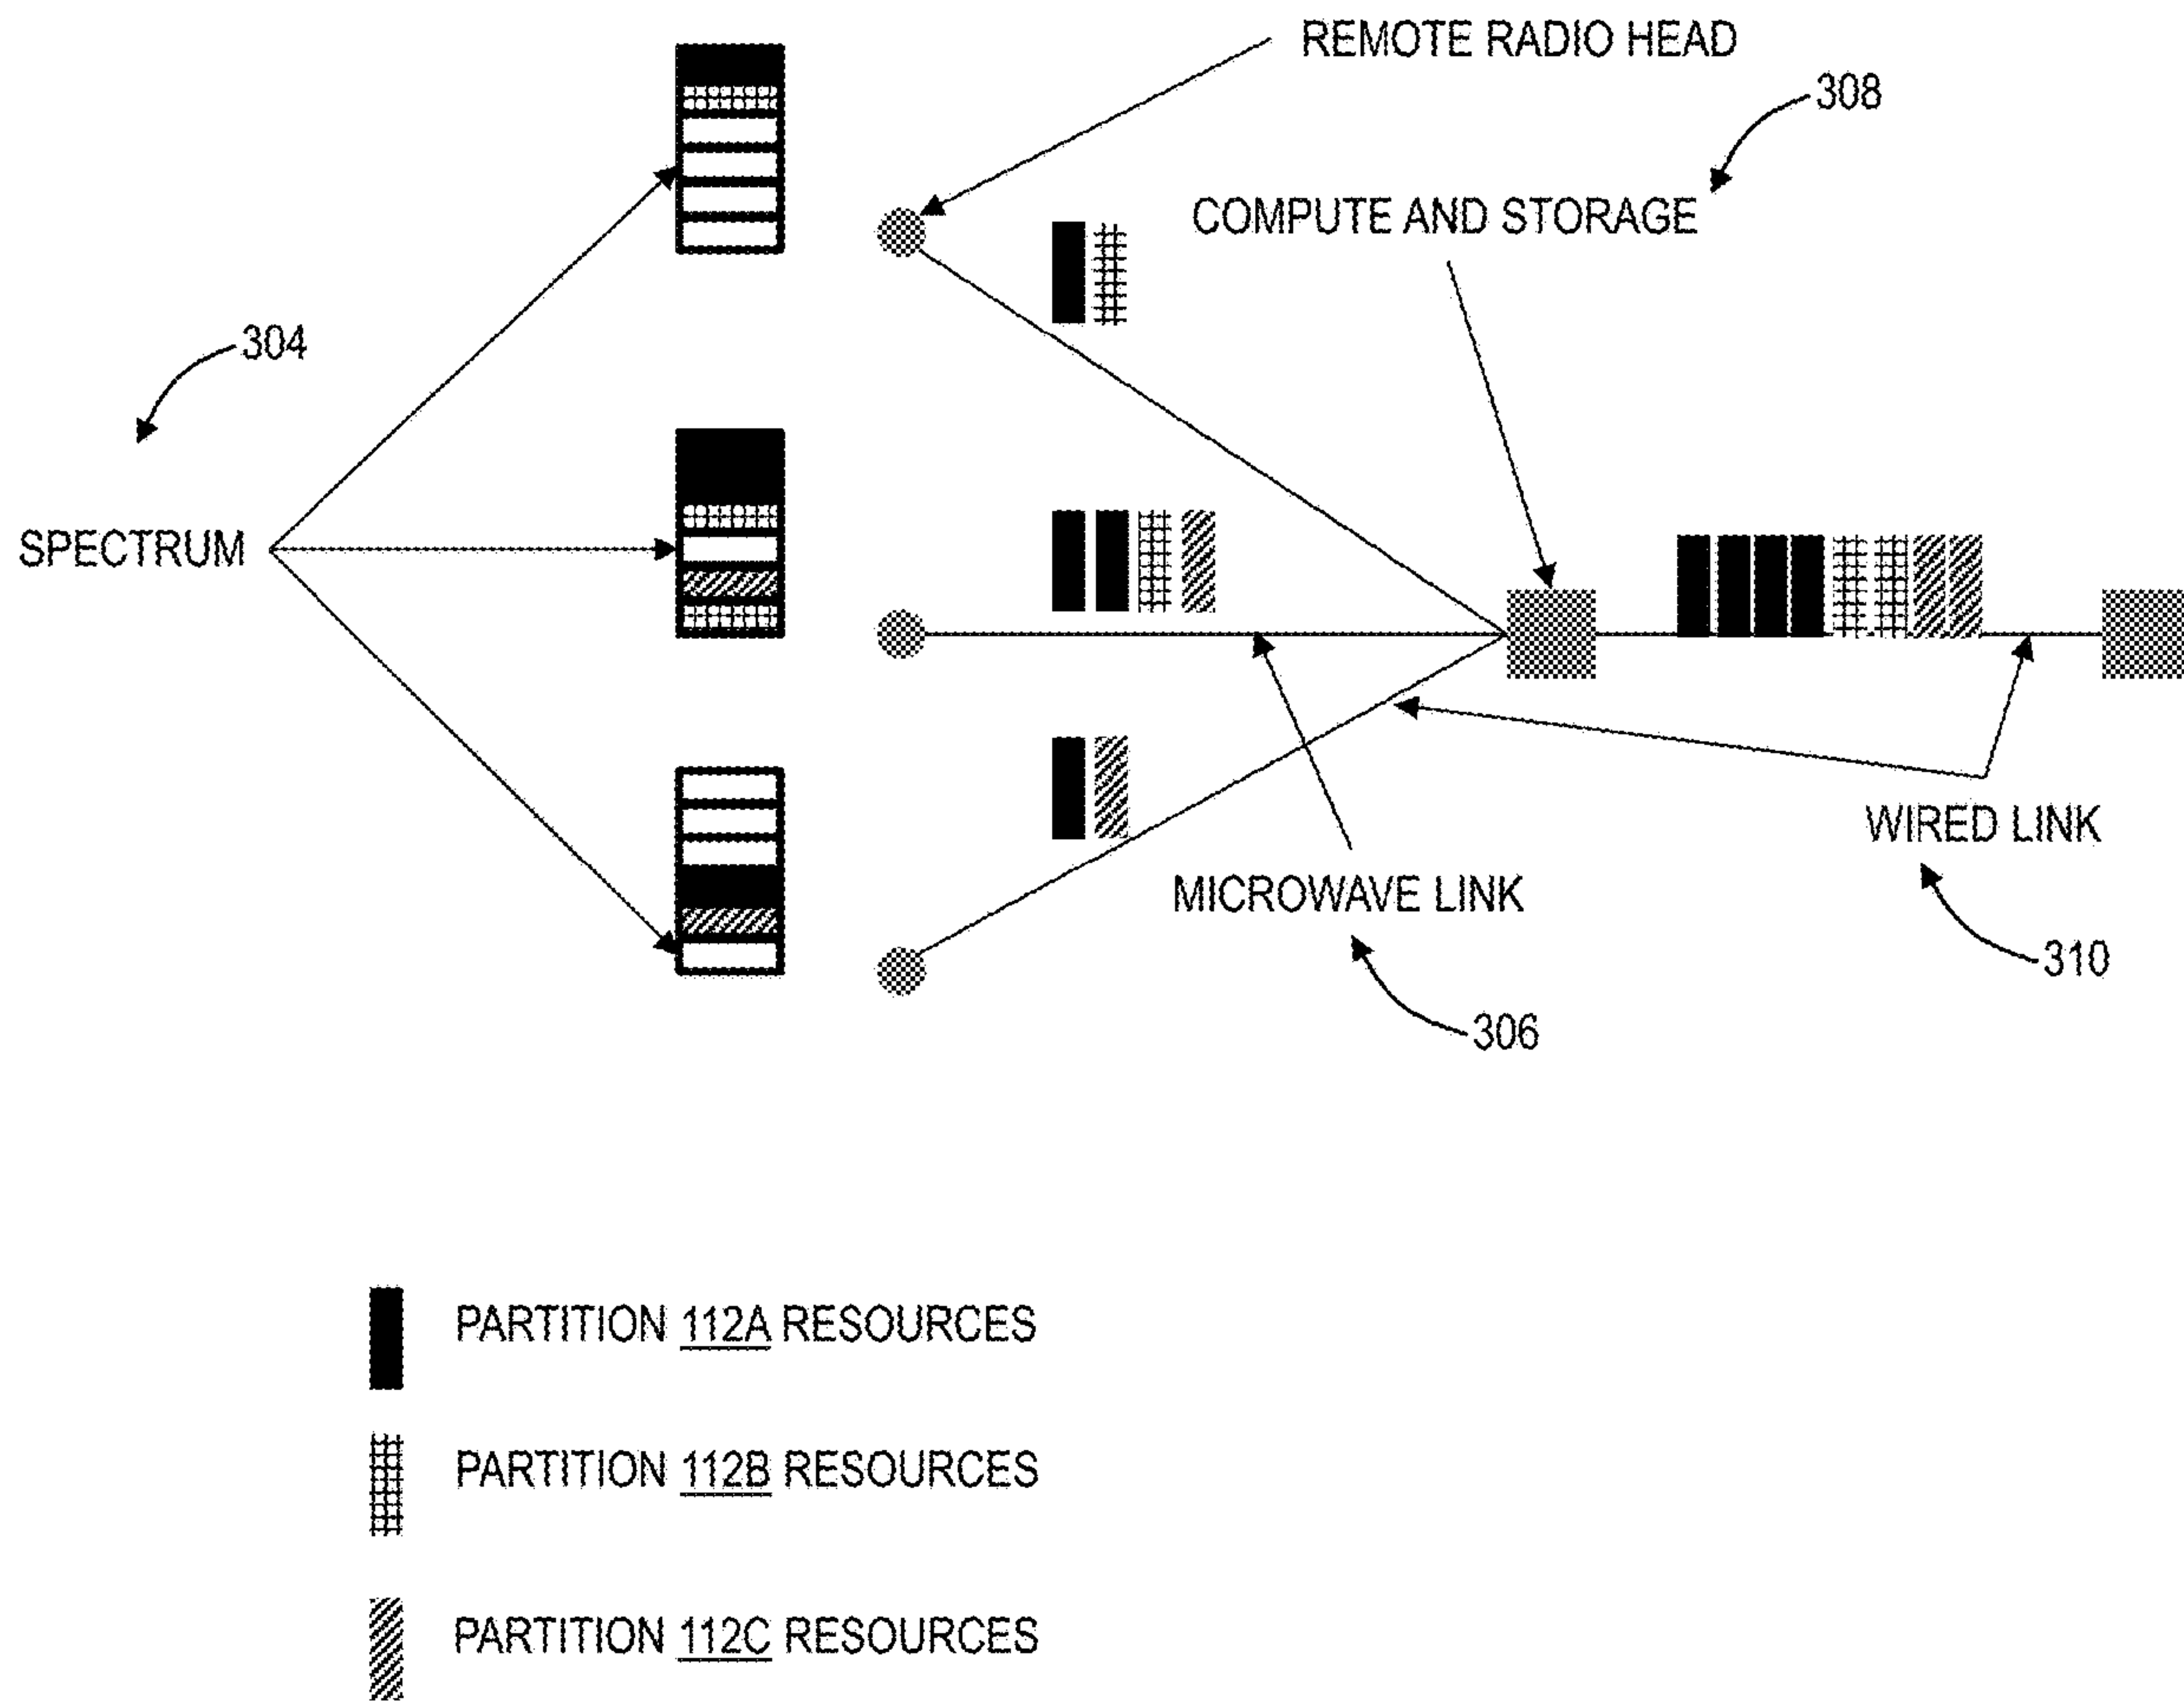 REMOTE RADIO HEAD
308
COMPUTE AND STORAGE
304
SPECTRUM
WIRED LINK
MICROWAVE LINK
310
306
PARTITION 112A RESOURCES
PARTITION 112B RESOURCES
PARTITION 112C RESOURCES